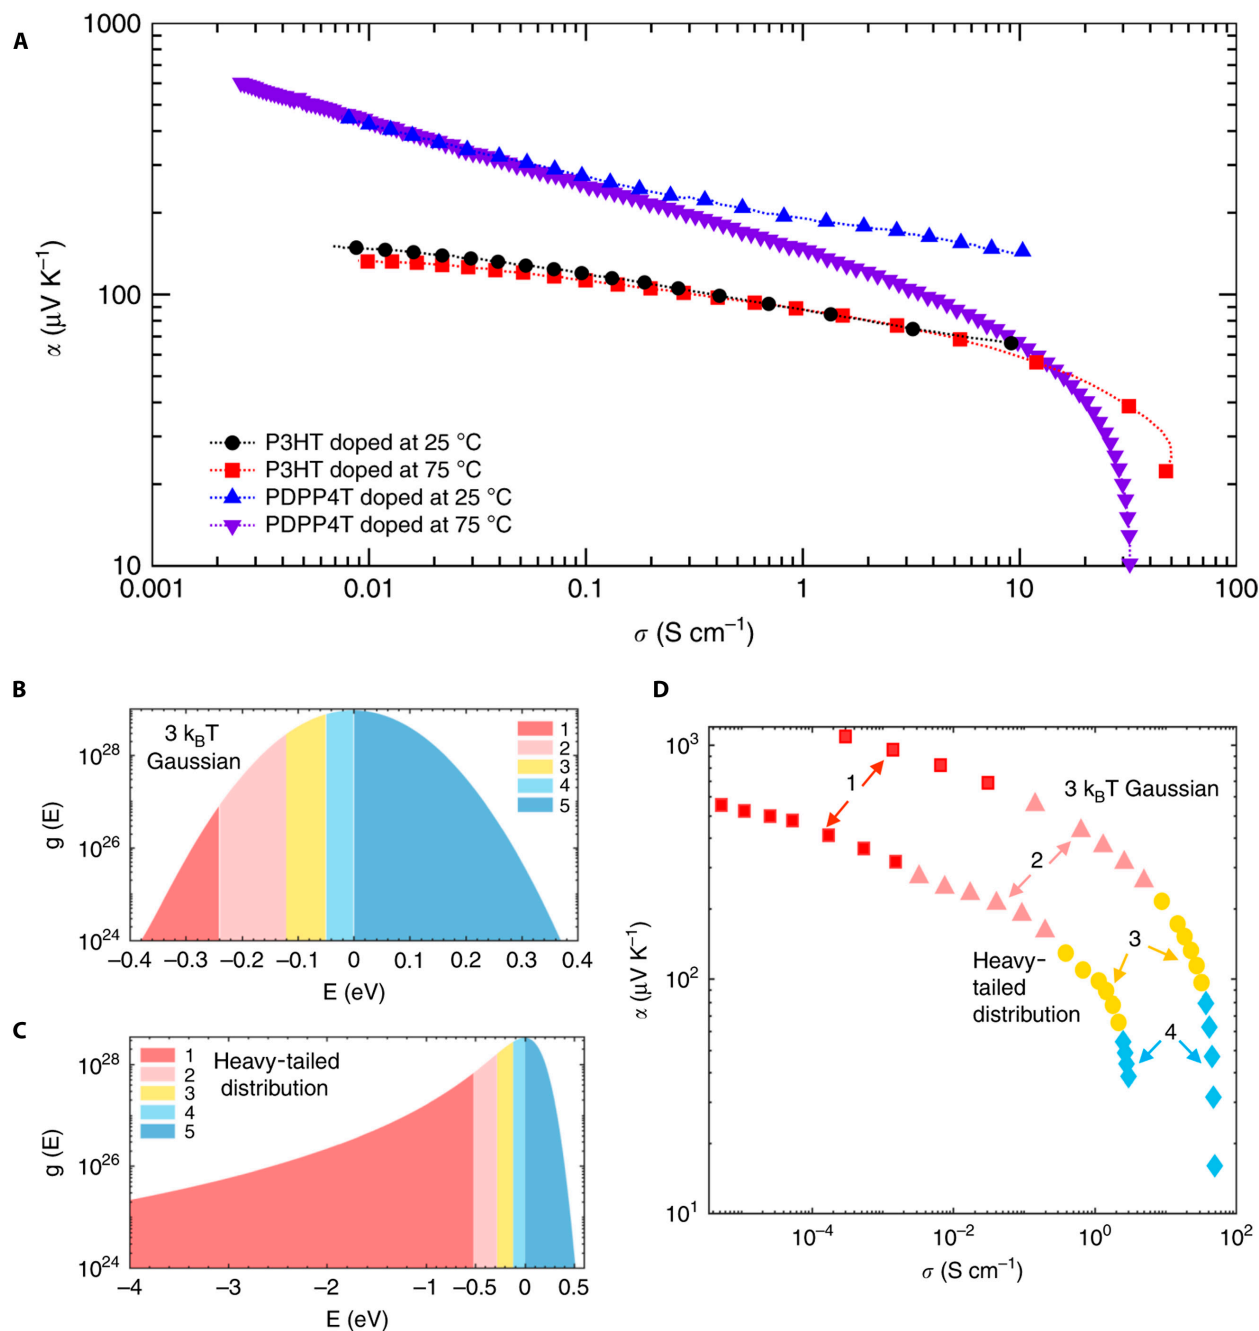 A
1000
100
10
α (μV K⁻¹)
P3HT doped at 25 °C
P3HT doped at 75 °C
PDPP4T doped at 25 °C
PDPP4T doped at 75 °C
0.001 0.01 0.1 1 10 100
σ (S cm⁻¹)
B
3 k_BT
Gaussian
1
2
3
4
5
10²⁸
10²⁶
10²⁴
g (E)
−0.4 −0.3 −0.2 −0.1 0 0.1 0.2 0.3 0.4
E (eV)
C
1
2
3
4
5
Heavy-tailed
distribution
10²⁸
10²⁶
10²⁴
g (E)
−4 −3 −2 −1 −0.5 0 0.5
E (eV)
D
10³
10²
10¹
α (μV K⁻¹)
1
3 k_BT Gaussian
2
3
Heavy-
tailed
distribution
4
10⁻⁴ 10⁻² 10⁰ 10²
σ (S cm⁻¹)